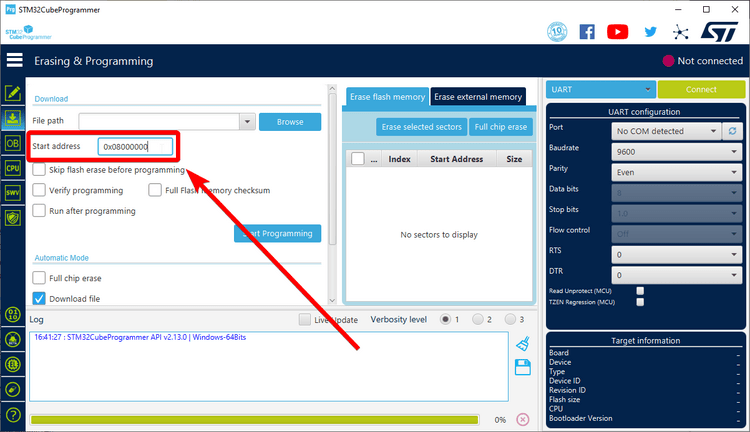 Prg STM32CubeProgrammer
STM32
CubeProgrammer
10
Erasing & Programming
Not connected
Download
File path
Browse
Start address
0x08000000
Skip flash erase before programming
Verify programming
Full Flash memory checksum
Run after programming
Start Programming
Automatic Mode
Full chip erase
Download file
Erase flash memory
Erase external memory
Erase selected sectors
Full chip erase
... Index Start Address Size
No sectors to display
UART
Connect
UART configuration
Port No COM detected
Baudrate 9600
Parity Even
Data bits 8
Stop bits 1.0
Flow control Off
RTS 0
DTR 0
Read Unprotect (MCU)
TZEN Regression (MCU)
OB
CPU
SWV
01
10
?
Log
Live Update
Verbosity level 1 2 3
16:41:27 : STM32CubeProgrammer API v2.13.0 | Windows-64Bits
0%
Target information
Board -
Device -
Type -
Device ID -
Revision ID -
Flash size -
CPU -
Bootloader Version -